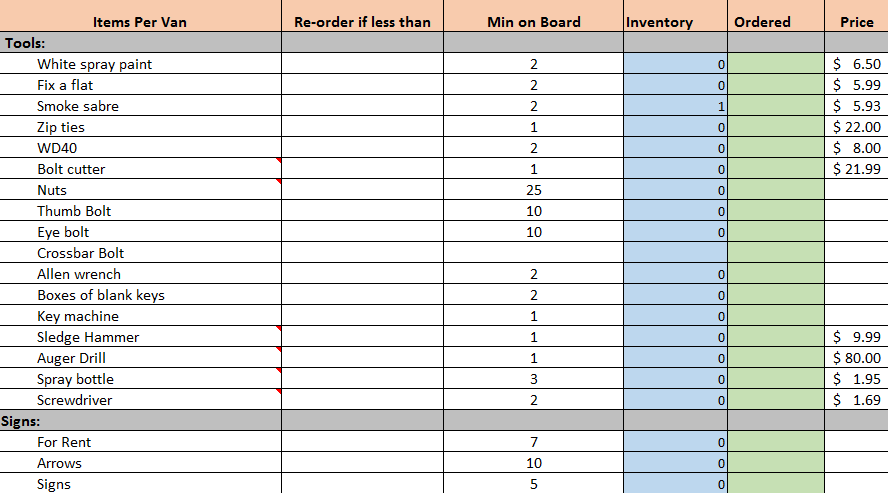 Items Per Van Re-order if less than Min on Board Inventory Ordered Price
Tools:
White spray paint 2 0 $ 6.50
Fix a flat 2 0 $ 5.99
Smoke sabre 2 1 $ 5.93
Zip ties 1 0 $ 22.00
WD40 2 0 $ 8.00
Bolt cutter 1 0 $ 21.99
Nuts 25 0
Thumb Bolt 10 0
Eye bolt 10 0
Crossbar Bolt
Allen wrench 2 0
Boxes of blank keys 2 0
Key machine 1 0
Sledge Hammer 1 0 $ 9.99
Auger Drill 1 0 $ 80.00
Spray bottle 3 0 $ 1.95
Screwdriver 2 0 $ 1.69
Signs:
For Rent 7 0
Arrows 10 0
Signs 5 0